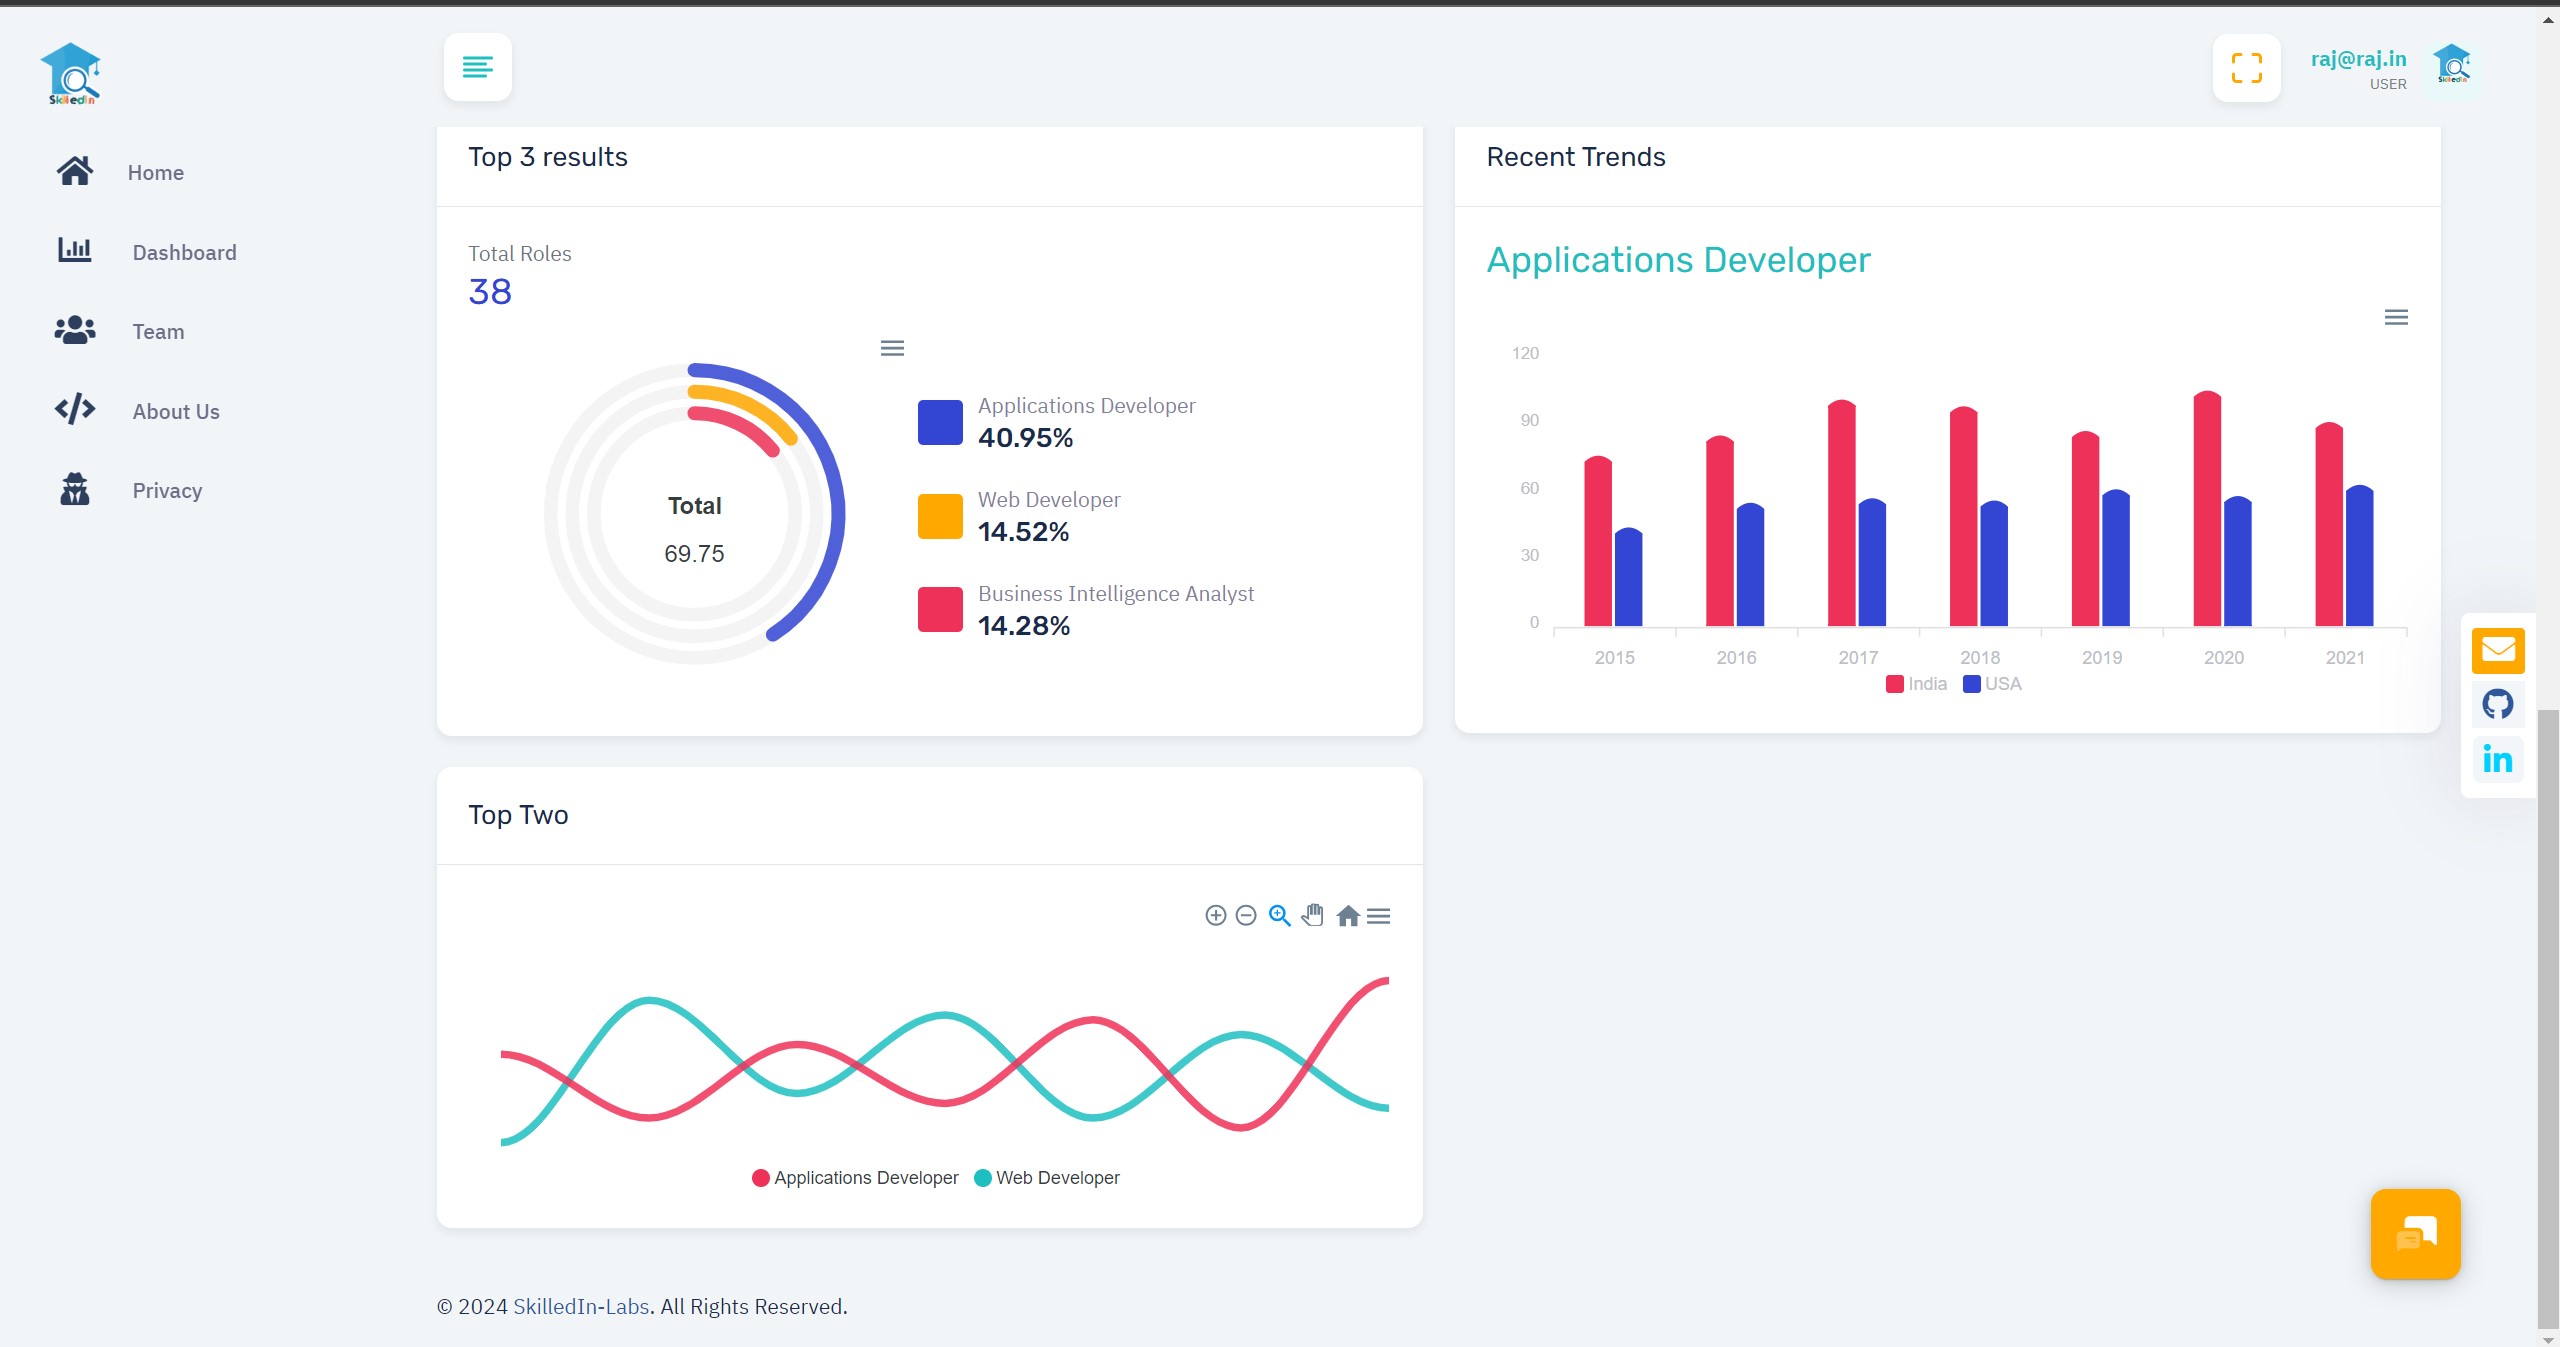 SkilledIn
Home
Dashboard
Team
About Us
Privacy
raj@raj.in
USER
SkilledIn
Top 3 results
Total Roles
38
Total
69.75
Applications Developer
40.95%
Web Developer
14.52%
Business Intelligence Analyst
14.28%
Recent Trends
Applications Developer
120
90
60
30
0
2015 2016 2017 2018 2019 2020 2021
India USA
in
Top Two
Applications Developer Web Developer
© 2024 SkilledIn-Labs. All Rights Reserved.